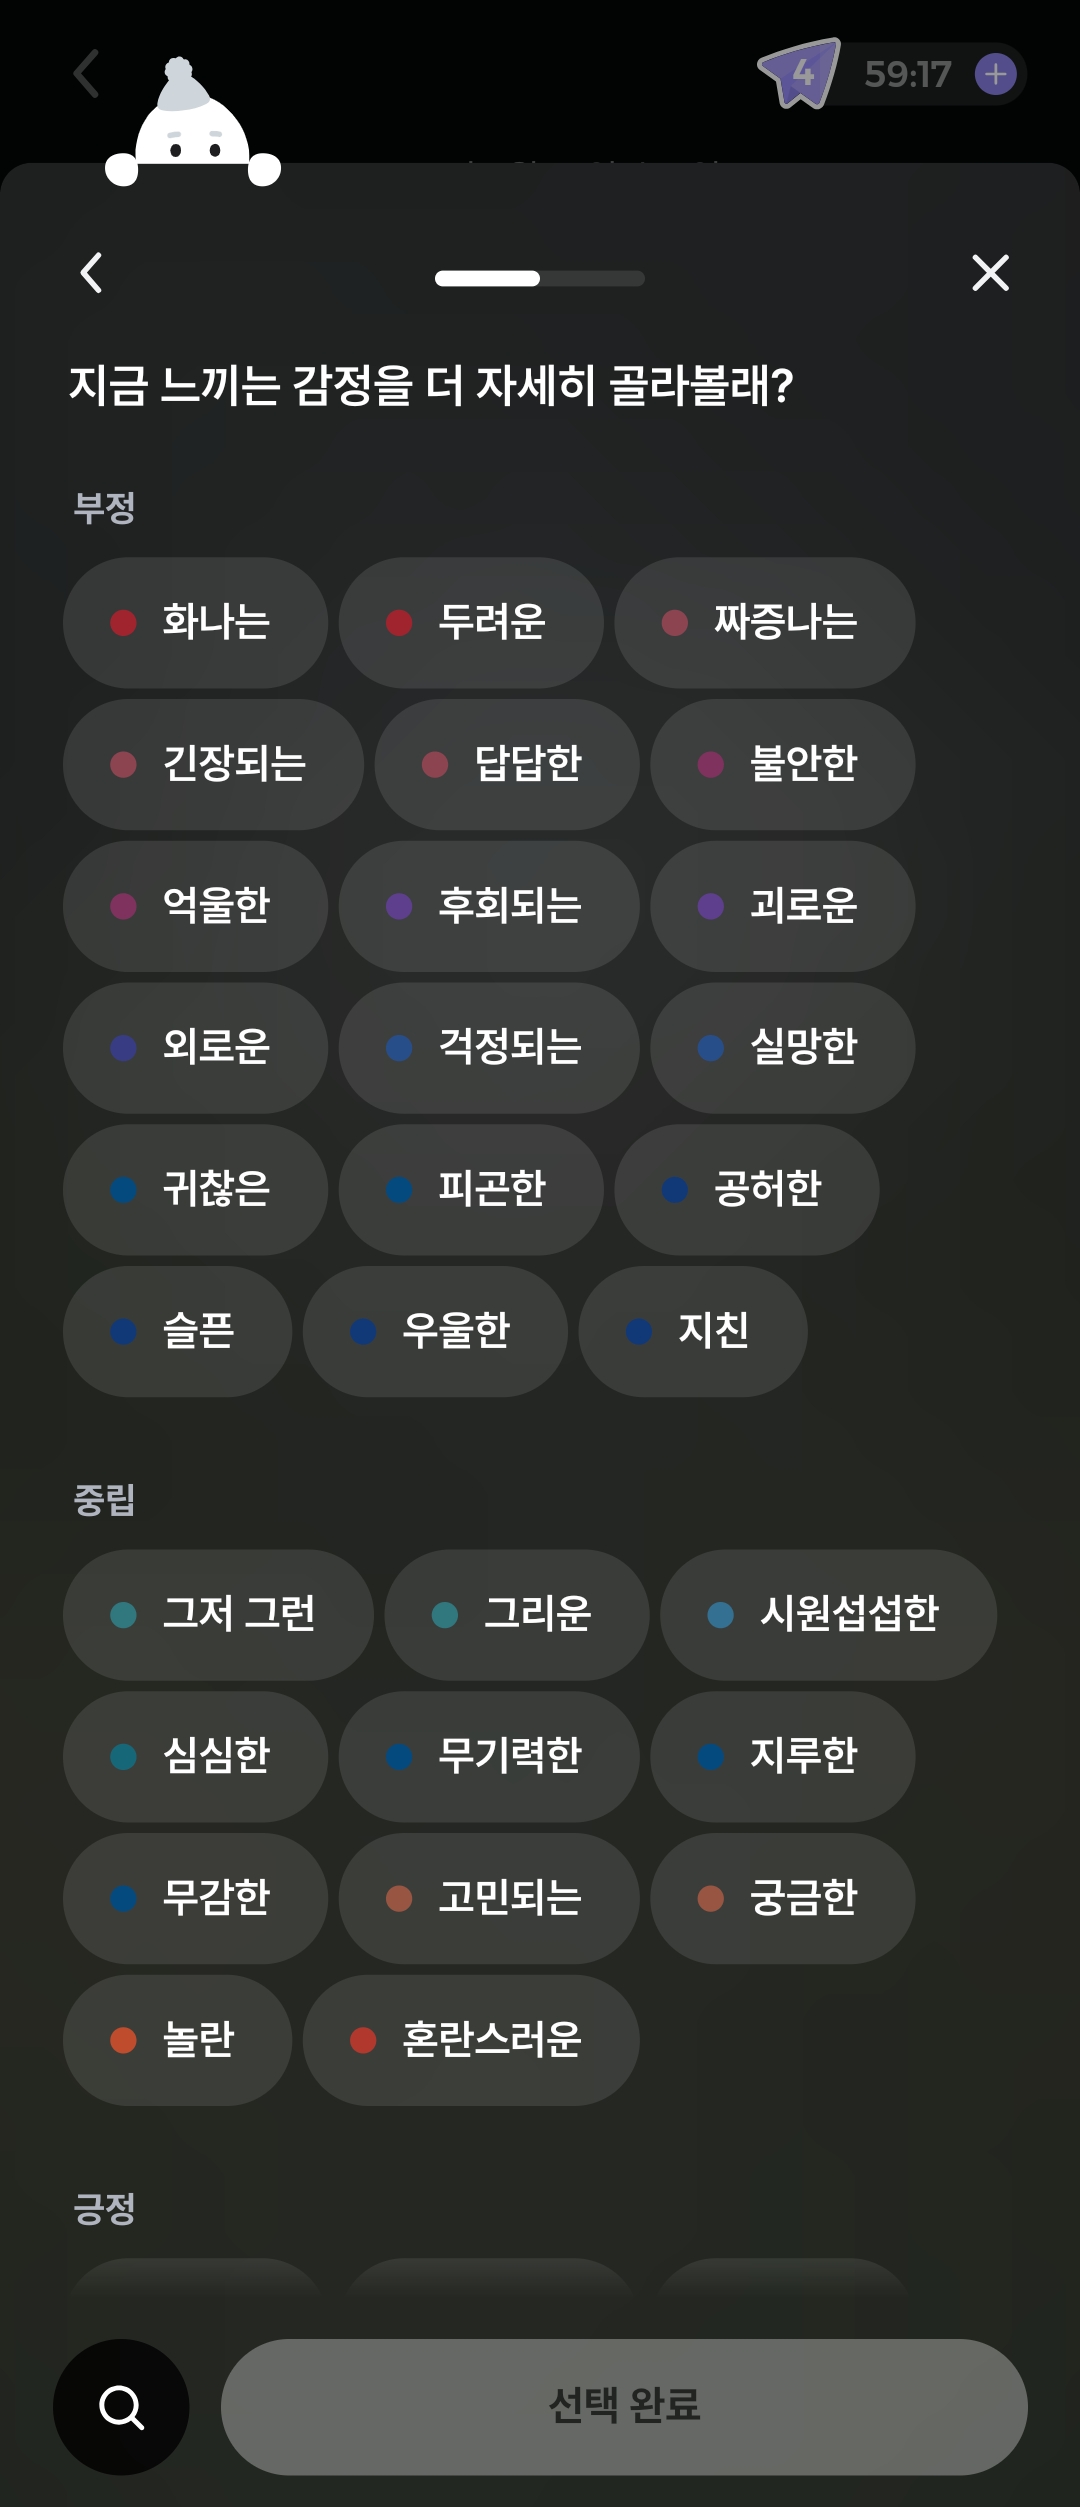 4 59:17
지금 느끼는 감정을 더 자세히 골라볼래?
부정
화나는 두려운 짜증나는
긴장되는 답답한 불안한
억울한 후회되는 괴로운
외로운 걱정되는 실망한
귀찮은 피곤한 공허한
슬픈 우울한 지친
중립
그저 그런 그리운 시원섭섭한
심심한 무기력한 지루한
무감한 고민되는 궁금한
놀란 혼란스러운
긍정
선택 완료